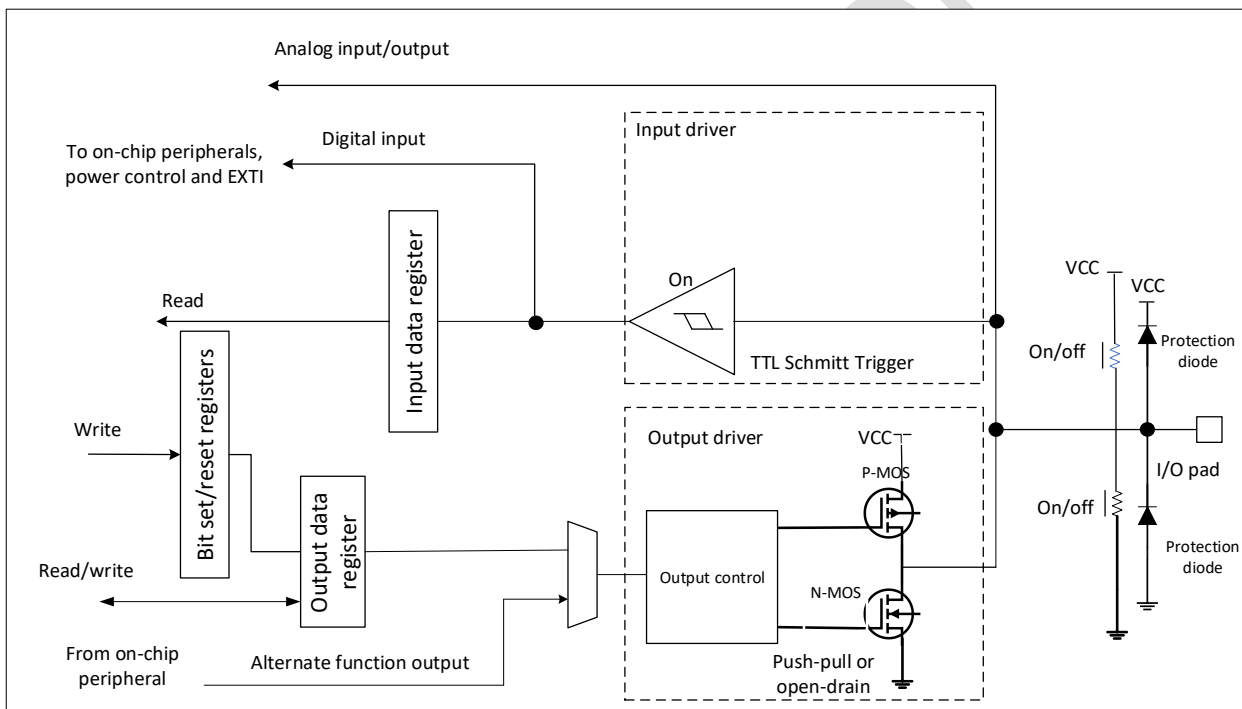 Analog input/output
Input driver
Digital input
To on-chip peripherals,
power control and EXTI
On
Input data register
Read
TTL Schmitt Trigger
VCC
VCC
On/off
Protection
diode
Bit set/reset registers
Write
Output driver
VCC
P-MOS
I/O pad
On/off
Output data
register
Output control
Protection
diode
Read/write
N-MOS
From on-chip
peripheral
Alternate function output
Push-pull or
open-drain